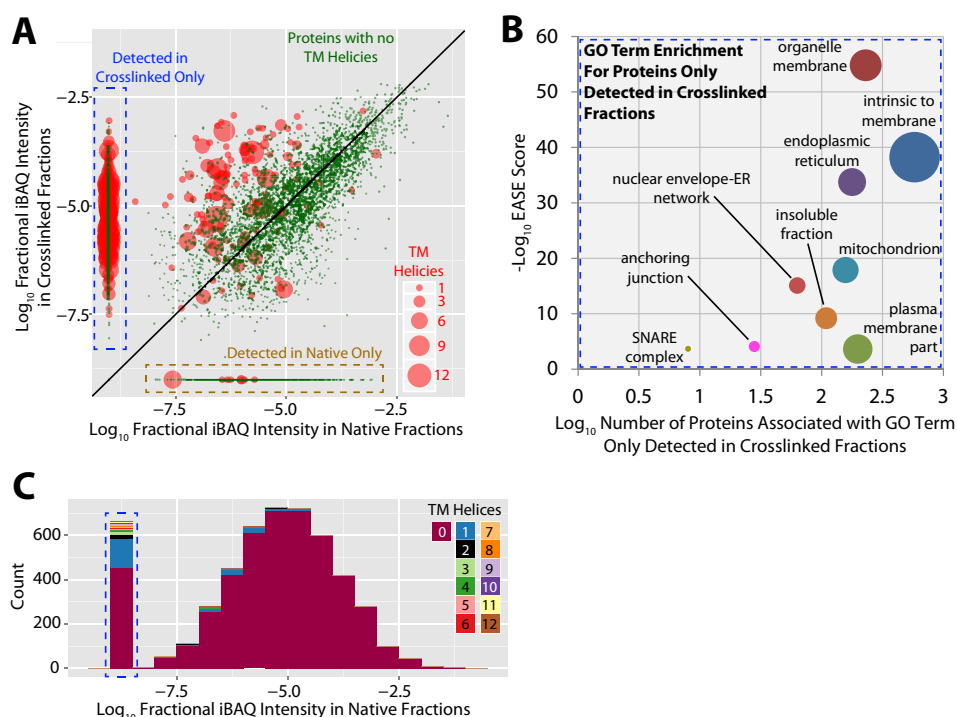 A
Detected in
Crosslinked Only
Proteins with no
TM Helicies
−2.5
−5.0
−7.5
Log10 Fractional iBAQ Intensity
in Crosslinked Fractions
TM
Helicies
1
3
6
9
12
Detected in Native Only
−7.5
−5.0
−2.5
Log10 Fractional iBAQ Intensity in Native Fractions
B
60
50
40
30
20
10
0
-Log10 EASE Score
GO Term Enrichment
For Proteins Only
Detected in Crosslinked
Fractions
organelle
membrane
intrinsic to
membrane
endoplasmic
reticulum
nuclear envelope-ER
network
insoluble
fraction
mitochondrion
anchoring
junction
plasma
membrane
part
SNARE
complex
0
0.5
1
1.5
2
2.5
3
Log10 Number of Proteins Associated with GO Term
Only Detected in Crosslinked Fractions
C
600
400
200
0
Count
TM Helices
0
1
7
2
8
3
9
4
10
5
11
6
12
−7.5
−5.0
−2.5
Log10 Fractional iBAQ Intensity in Native Fractions